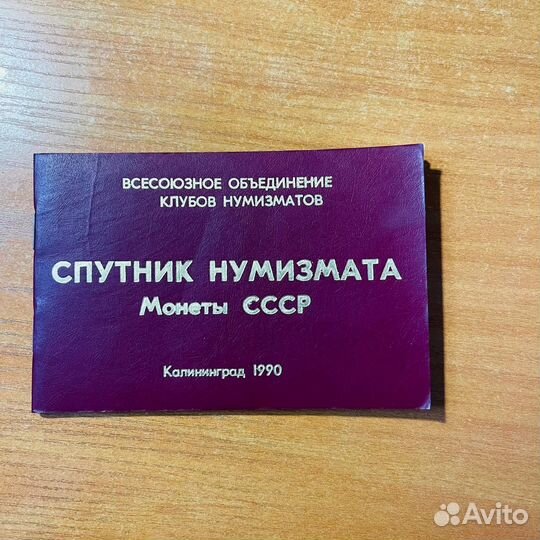 ВСЕСОЮЗНОЕ ОБЪЕДИНЕНИЕ
КЛУБОВ НУМИЗМАТОВ
СПУТНИК НУМИЗМАТА
Монеты СССР
Калининград 1990
Avito